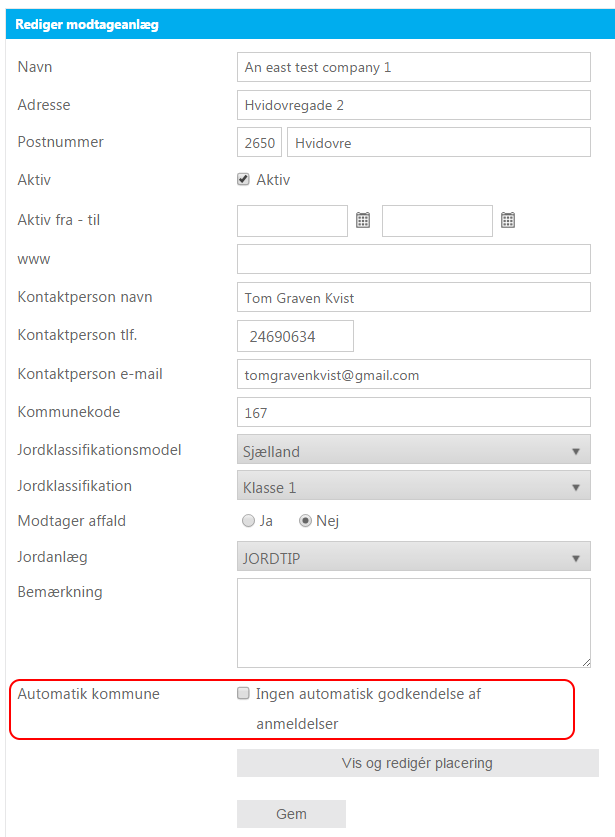 Rediger modtageanlæg
Navn An east test company 1
Adresse Hvidovregade 2
Postnummer 2650 Hvidovre
Aktiv Aktiv
Aktiv fra - til
www
Kontaktperson navn Tom Graven Kvist
Kontaktperson tlf. 24690634
Kontaktperson e-mail tomgravenkvist@gmail.com
Kommunekode 167
Jordklassifikationsmodel Sjælland
Jordklassifikation Klasse 1
Modtager affald Ja Nej
Jordanlæg JORDTIP
Bemærkning
Automatik kommune Ingen automatisk godkendelse af
anmeldelser
Vis og redigér placering
Gem